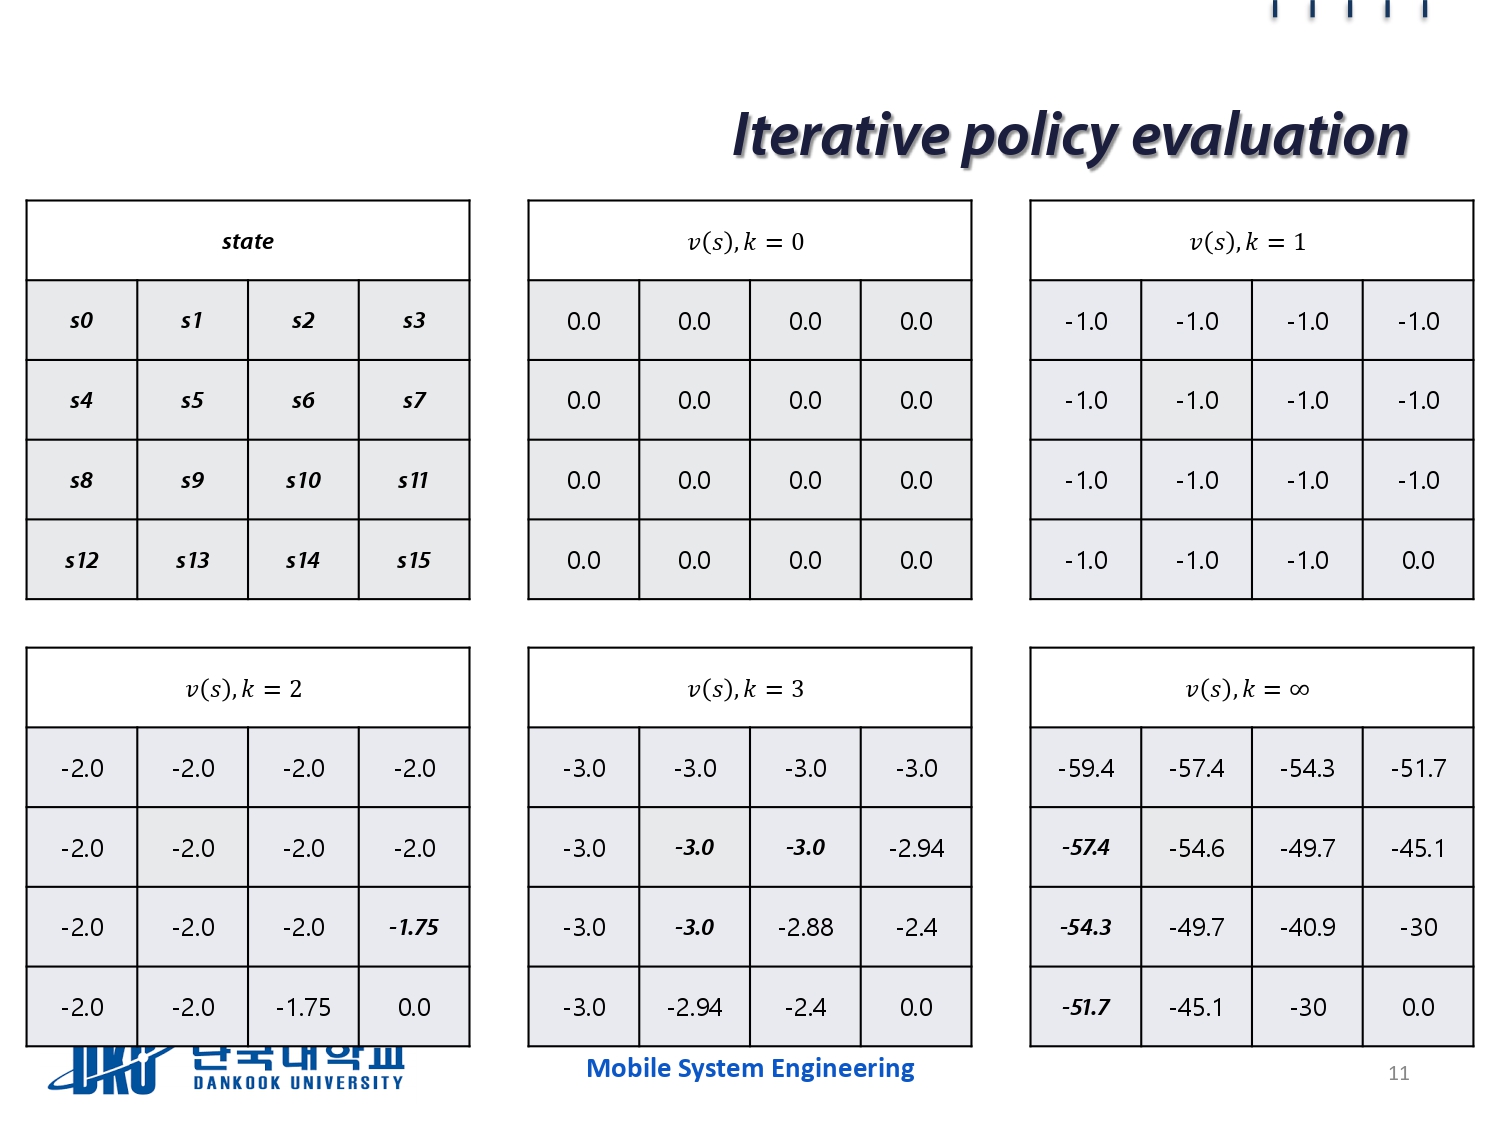 Iterative policy evaluation
state
s0 s1 s2 s3
s4 s5 s6 s7
s8 s9 s10 s11
s12 s13 s14 s15
v(s), k = 0
0.0 0.0 0.0 0.0
0.0 0.0 0.0 0.0
0.0 0.0 0.0 0.0
0.0 0.0 0.0 0.0
v(s), k = 1
-1.0 -1.0 -1.0 -1.0
-1.0 -1.0 -1.0 -1.0
-1.0 -1.0 -1.0 -1.0
-1.0 -1.0 -1.0 0.0
v(s), k = 2
-2.0 -2.0 -2.0 -2.0
-2.0 -2.0 -2.0 -2.0
-2.0 -2.0 -2.0 -1.75
-2.0 -2.0 -1.75 0.0
v(s), k = 3
-3.0 -3.0 -3.0 -3.0
-3.0 -3.0 -3.0 -2.94
-3.0 -3.0 -2.88 -2.4
-3.0 -2.94 -2.4 0.0
v(s), k = ∞
-59.4 -57.4 -54.3 -51.7
-57.4 -54.6 -49.7 -45.1
-54.3 -49.7 -40.9 -30
-51.7 -45.1 -30 0.0
DKU 단국대학교
DANKOOK UNIVERSITY
Mobile System Engineering
11